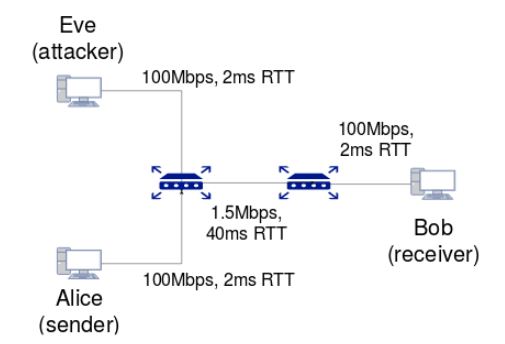 Eve
(attacker)
100Mbps, 2ms RTT
100Mbps,
2ms RTT
1.5Mbps,
40ms RTT
Bob
(receiver)
100Mbps, 2ms RTT
Alice
(sender)